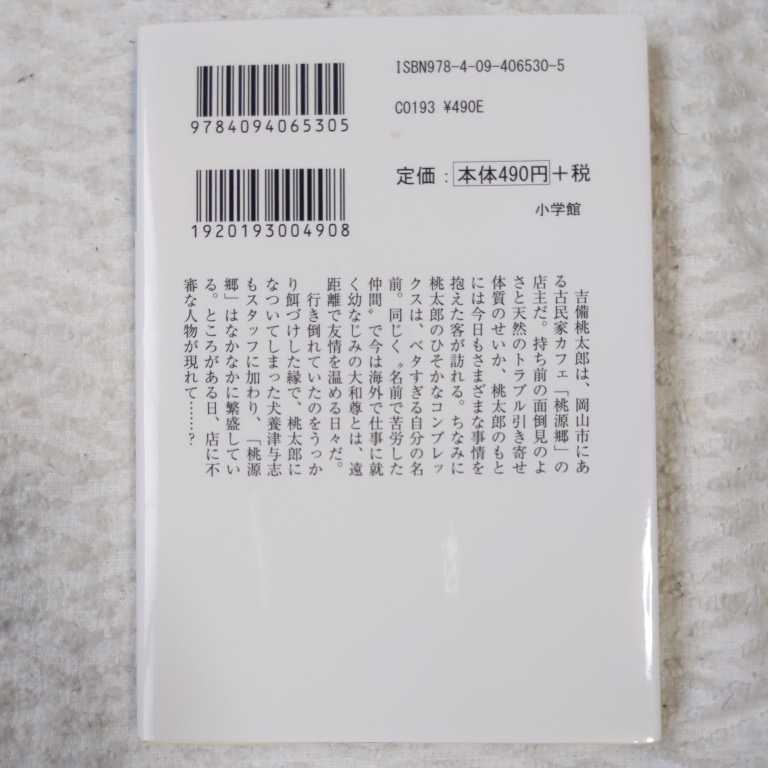 ISBN978-4-09-406530-5
C0193 ¥490E
9784094065305
定価：本体490円＋税
1920193004908
小学館
吉備桃太郎は、岡山市にあ
る古民家カフェ「桃源郷」の
店主だ。持ち前の面倒見のよ
さと天然のトラブル引き寄せ
体質のせいか、桃太郎のもと
には今日もさまざまな事情を
抱えた客が訪れる。ちなみに
桃太郎のひそかなコンプレッ
クスは、ベタすぎる自分の名
前。同じく〝名前で苦労した
仲間〟で今は海外で仕事に就
く幼なじみの大和尊とは、遠
距離で友情を温める日々だ。
行き倒れていたのをうっか
り餌づけした縁で、桃太郎に
なついてしまった犬養津与志
もスタッフに加わり、「桃源
郷」はなかなかに繁盛してい
る。ところがある日、店に不
審な人物が現れて……？